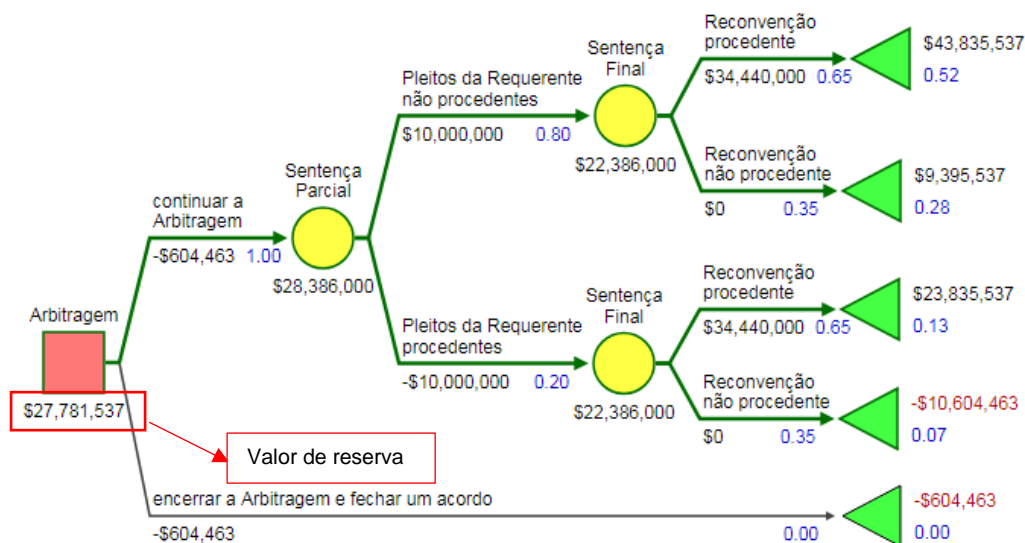 Reconvenção
procedente
$34,440,000 0.65
$43,835,537
0.52
Sentença
Final
$22,386,000
Pleitos da Requerente
não procedentes
$10,000,000 0.80
Reconvenção
não procedente
$0 0.35
$9,395,537
0.28
Sentença
Parcial
$28,386,000
continuar a
Arbitragem
-$604,463 1.00
Reconvenção
procedente
$34,440,000 0.65
$23,835,537
0.13
Sentença
Final
$22,386,000
Pleitos da Requerente
procedentes
-$10,000,000 0.20
Reconvenção
não procedente
$0 0.35
-$10,604,463
0.07
Arbitragem
$27,781,537
Valor de reserva
encerrar a Arbitragem e fechar um acordo
-$604,463 0.00
-$604,463
0.00